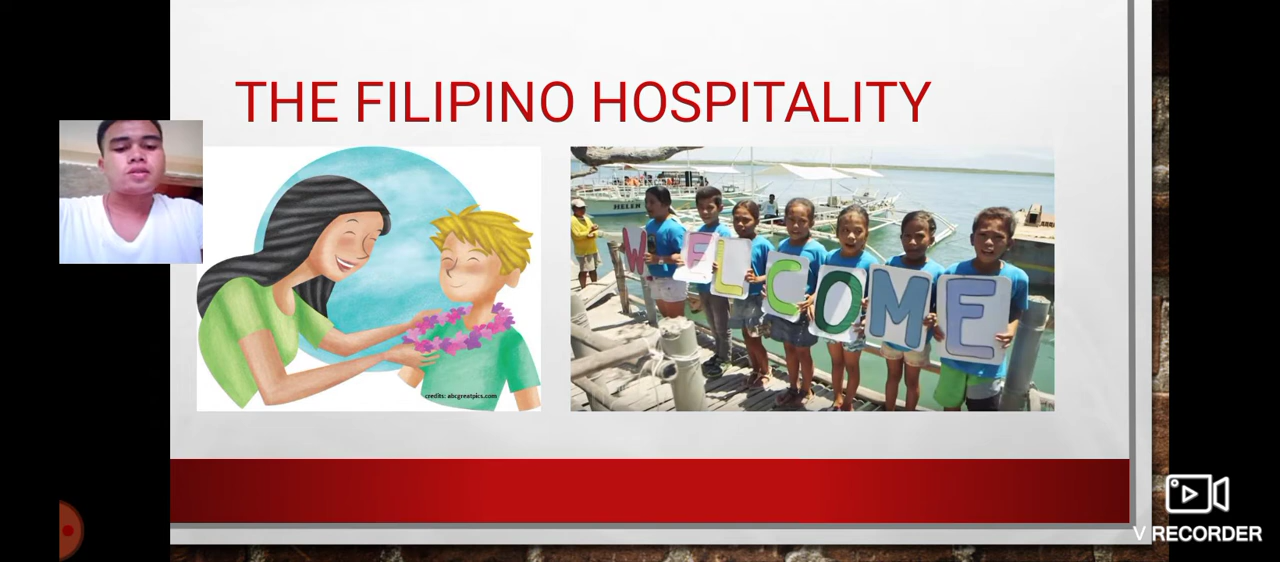 THE FILIPINO HOSPITALITY
HELEN
WELCOME
credits: abcgreatpics.com
V RECORDER